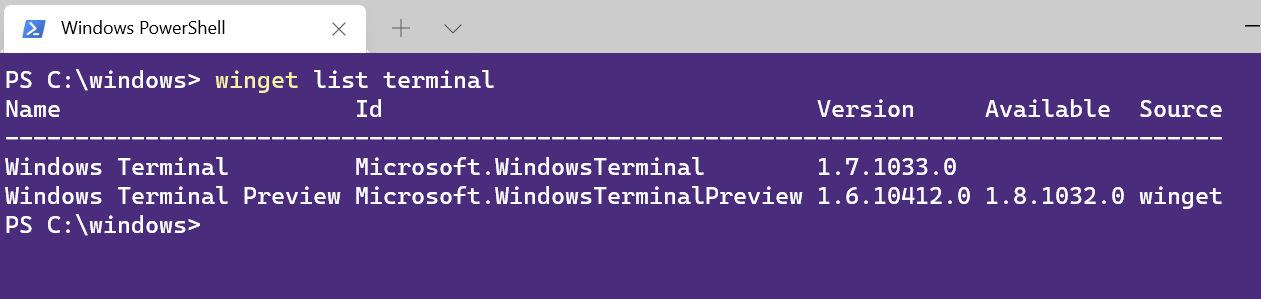 Windows PowerShell
PS C:\windows> winget list terminal
Name                     Id                               Version     Available  Source
---------------------------------------------------------------------------------------
Windows Terminal         Microsoft.WindowsTerminal        1.7.1033.0
Windows Terminal Preview Microsoft.WindowsTerminalPreview 1.6.10412.0 1.8.1032.0 winget
PS C:\windows>